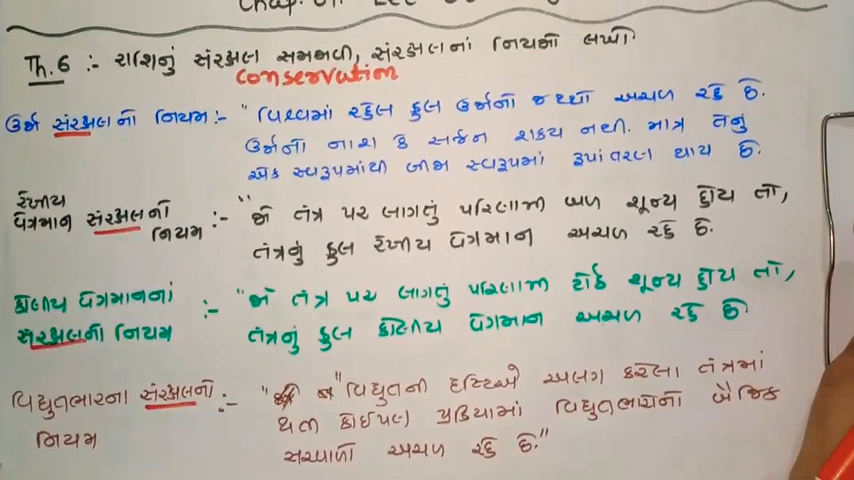 Chap. 01.
Th. 6 :- રાશિનું સંરક્ષણ સમજાવી, સંરક્ષણનાં નિયમો લખો
conservation
ઉર્જા સંરક્ષણનો નિયમ :- "વિશ્વમાં રહેલ કુલ ઉર્જાનો જથ્થો અચળ રહે છે.
ઉર્જાનો નાશ કે સર્જન શક્ય નથી. માત્ર તેનું
એક સ્વરૂપમાંથી બીજા સ્વરૂપમાં રૂપાંતરણ થાય છે.
રેખીય
વેગમાન સંરક્ષણનો
નિયમ :- "જો તંત્ર પર લાગતું પરિણામી બળ શૂન્ય હોય તો,
તંત્રનું કુલ રેખીય વેગમાન અચળ રહે છે.
કોણીય વેગમાનનાં
સંરક્ષણનો નિયમ :- "જો તંત્ર પર લાગતું પરિણામી ટોર્ક શૂન્ય હોય તો,
તંત્રનું કુલ કોણીય વેગમાન અચળ રહે છે
વિદ્યુતભારના સંરક્ષણનો
નિયમ :- "વિદ્યુતની દૃષ્ટિએ અલગ કરેલા તંત્રમાં
થતી કોઈપણ પ્રક્રિયામાં વિદ્યુતભારોનો બૈજિક
સરવાળો અચળ રહે છે."